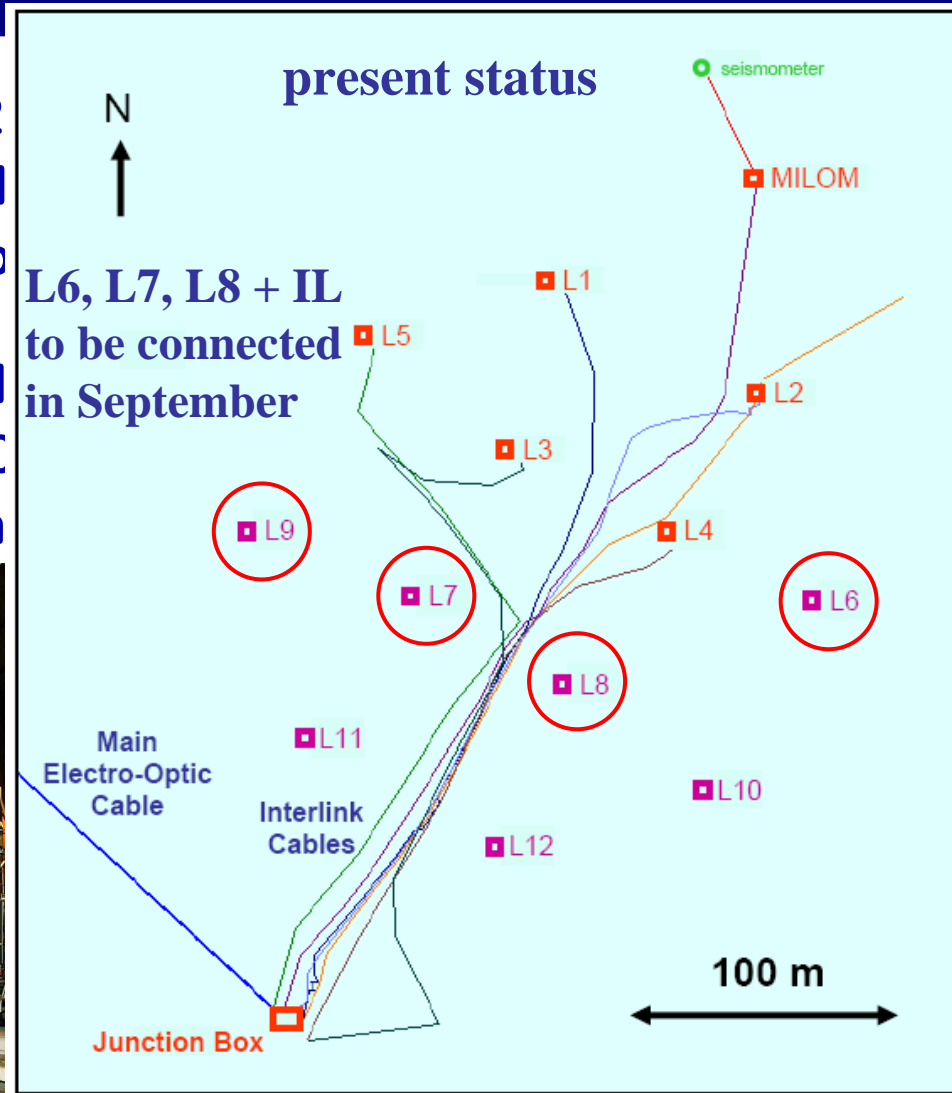 present status
seismometer
N
MILOM
L6, L7, L8 + IL
to be connected
in September
L1
L5
L2
L3
L9
L4
L7
L6
L8
L11
Main
Electro-Optic
Cable
L10
Interlink
Cables
L12
100 m
Junction Box